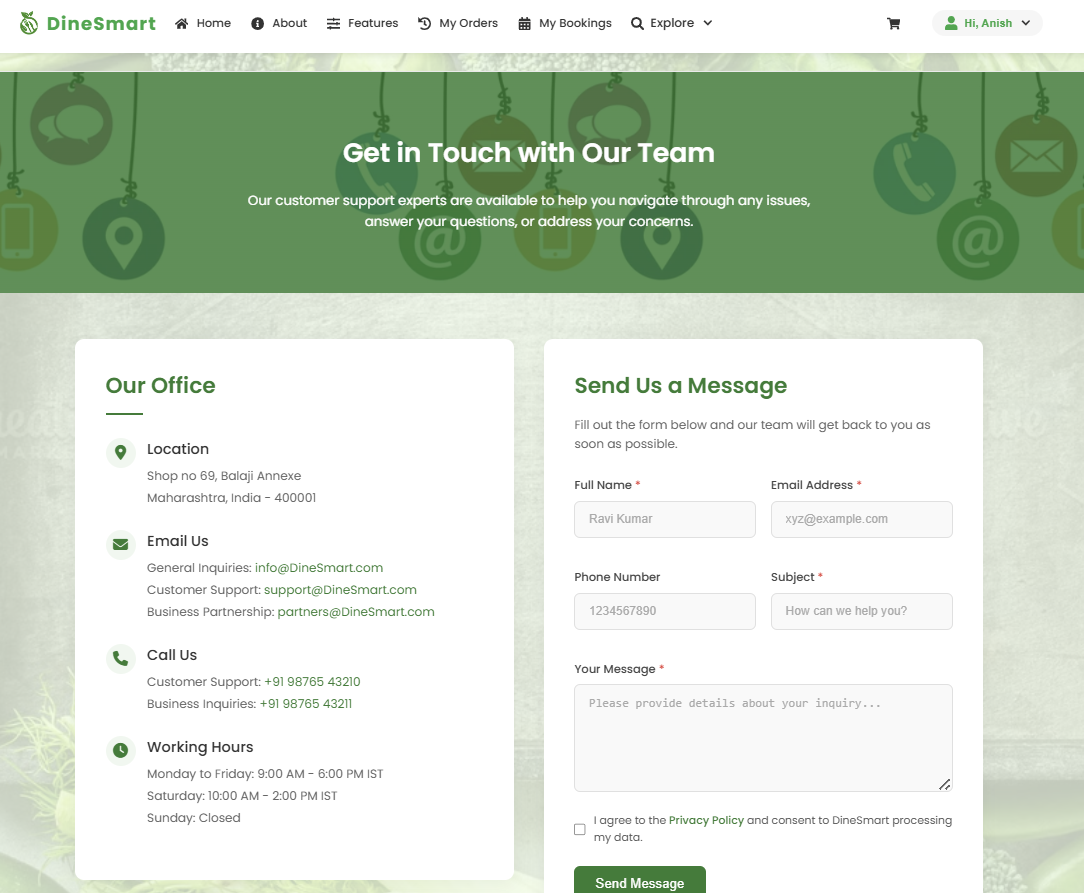 DineSmart
Home
About
Features
My Orders
My Bookings
Explore
Hi, Anish
Get in Touch with Our Team
Our customer support experts are available to help you navigate through any issues,
answer your questions, or address your concerns.
@
@
Our Office
Location
Shop no 69, Balaji Annexe
Maharashtra, India - 400001
Email Us
General Inquiries: info@DineSmart.com
Customer Support: support@DineSmart.com
Business Partnership: partners@DineSmart.com
Call Us
Customer Support: +91 98765 43210
Business Inquiries: +91 98765 43211
Working Hours
Monday to Friday: 9:00 AM - 6:00 PM IST
Saturday: 10:00 AM - 2:00 PM IST
Sunday: Closed
Send Us a Message
Fill out the form below and our team will get back to you as
soon as possible.
Full Name *
Email Address *
Ravi Kumar
xyz@example.com
Phone Number
Subject *
1234567890
How can we help you?
Your Message *
Please provide details about your inquiry...
I agree to the Privacy Policy and consent to DineSmart processing
my data.
Send Message